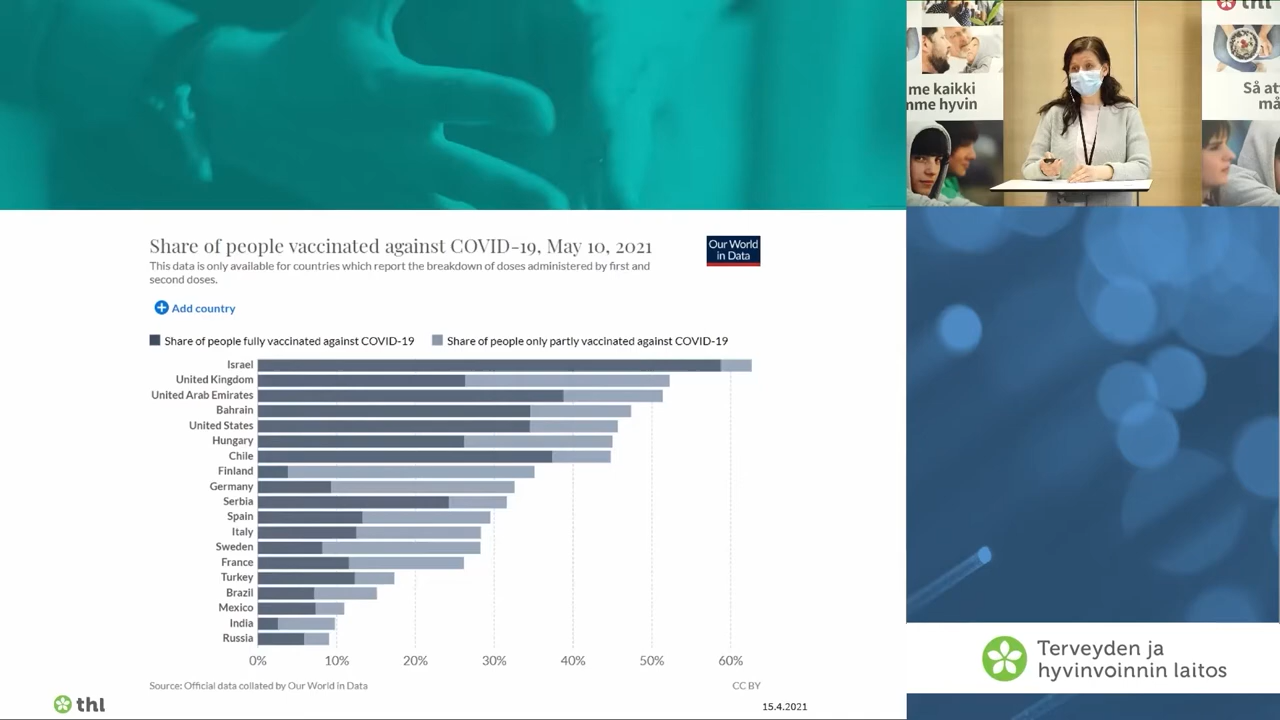 thl
me kaikki
nme hyvin
Så at
må
Share of people vaccinated against COVID-19, May 10, 2021
Our World
in Data
This data is only available for countries which report the breakdown of doses administered by first and
second doses.
Add country
Share of people fully vaccinated against COVID-19
Share of people only partly vaccinated against COVID-19
Israel
United Kingdom
United Arab Emirates
Bahrain
United States
Hungary
Chile
Finland
Germany
Serbia
Spain
Italy
Sweden
France
Turkey
Brazil
Mexico
India
Russia
0% 10% 20% 30% 40% 50% 60%
Source: Official data collated by Our World in Data
CC BY
thl
15.4.2021
Terveyden ja
hyvinvoinnin laitos